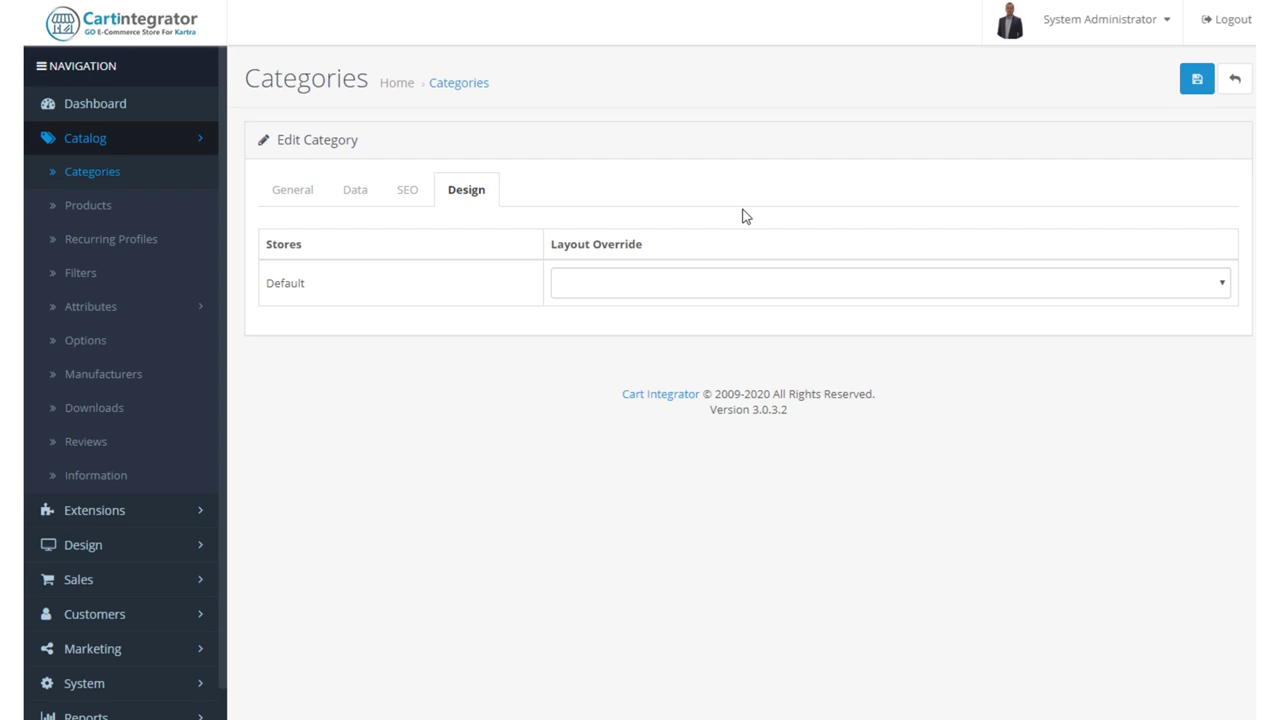 Cartintegrator
GO E-Commerce Store For Kartra
System Administrator
Logout
NAVIGATION
Dashboard
Catalog
Categories
Products
Recurring Profiles
Filters
Attributes
Options
Manufacturers
Downloads
Reviews
Information
Extensions
Design
Sales
Customers
Marketing
System
Reports
Categories
Home › Categories
Edit Category
General
Data
SEO
Design
Stores
Layout Override
Default
Cart Integrator © 2009-2020 All Rights Reserved.
Version 3.0.3.2